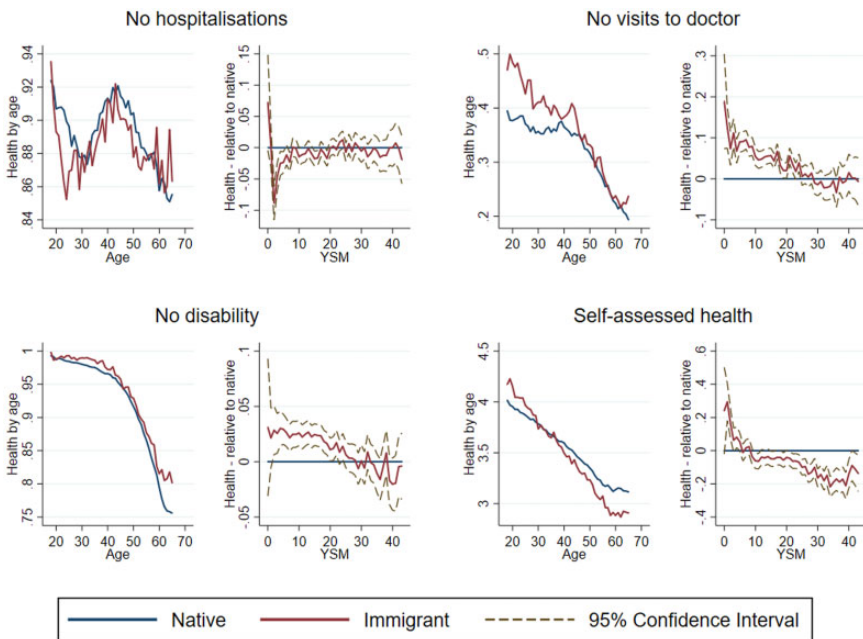 No hospitalisations
Health by age
.84 .86 .88 .9 .92 .94
20 30 40 50 60 70
Age
Health - relative to native
-.1 -.05 0 .05 .1 .15
0 10 20 30 40
YSM
No visits to doctor
Health by age
.2 .3 .4 .5
20 30 40 50 60 70
Age
Health - relative to native
-.1 0 .1 .2 .3
0 10 20 30 40
YSM
No disability
Health by age
.75 .8 .85 .9 .95 1
20 30 40 50 60 70
Age
Health - relative to native
-.05 0 .05 .1
0 10 20 30 40
YSM
Self-assessed health
Health by age
3 3.5 4 4.5
20 30 40 50 60 70
Age
Health - relative to native
-.4 -.2 0 .2 .4 .6
0 10 20 30 40
YSM
Native Immigrant 95% Confidence Interval